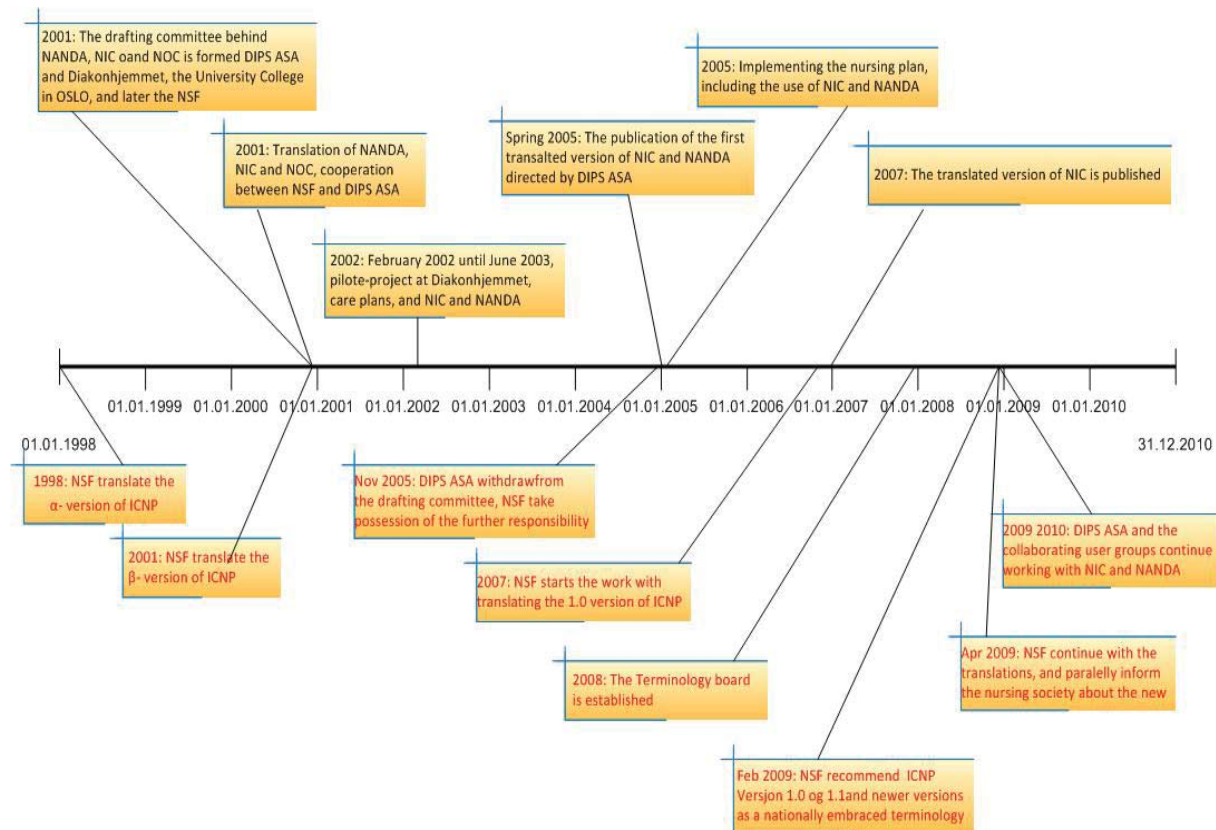 2001: The drafting committee behind
NANDA, NIC oand NOC is formed DIPS ASA
and Diakonhjemmet, the University College
in OSLO, and later the NSF
2005: Implementing the nursing plan,
including the use of NIC and NANDA
2001: Translation of NANDA,
NIC and NOC, cooperation
between NSF and DIPS ASA
Spring 2005: The publication of the first
transalted version of NIC and NANDA
directed by DIPS ASA
2007: The translated version of NIC is published
2002: February 2002 until June 2003,
pilote-project at Diakonhjemmet,
care plans, and NIC and NANDA
01.01.1999 01.01.2000 01.01.2001 01.01.2002 01.01.2003 01.01.2004 01.01.2005 01.01.2006 01.01.2007 01.01.2008 01.01.2009 01.01.2010
01.01.1998 31.12.2010
1998: NSF translate the
α- version of ICNP
2001: NSF translate the
β- version of ICNP
Nov 2005: DIPS ASA withdrawfrom
the drafting committee, NSF take
possession of the further responsibility
2007: NSF starts the work with
translating the 1.0 version of ICNP
2008: The Terminology board
is established
Feb 2009: NSF recommend ICNP
Versjon 1.0 og 1.1and newer versions
as a nationally embraced terminology
2009 2010: DIPS ASA and the
collaborating user groups continue
working with NIC and NANDA
Apr 2009: NSF continue with the
translations, and paralelly inform
the nursing society about the new